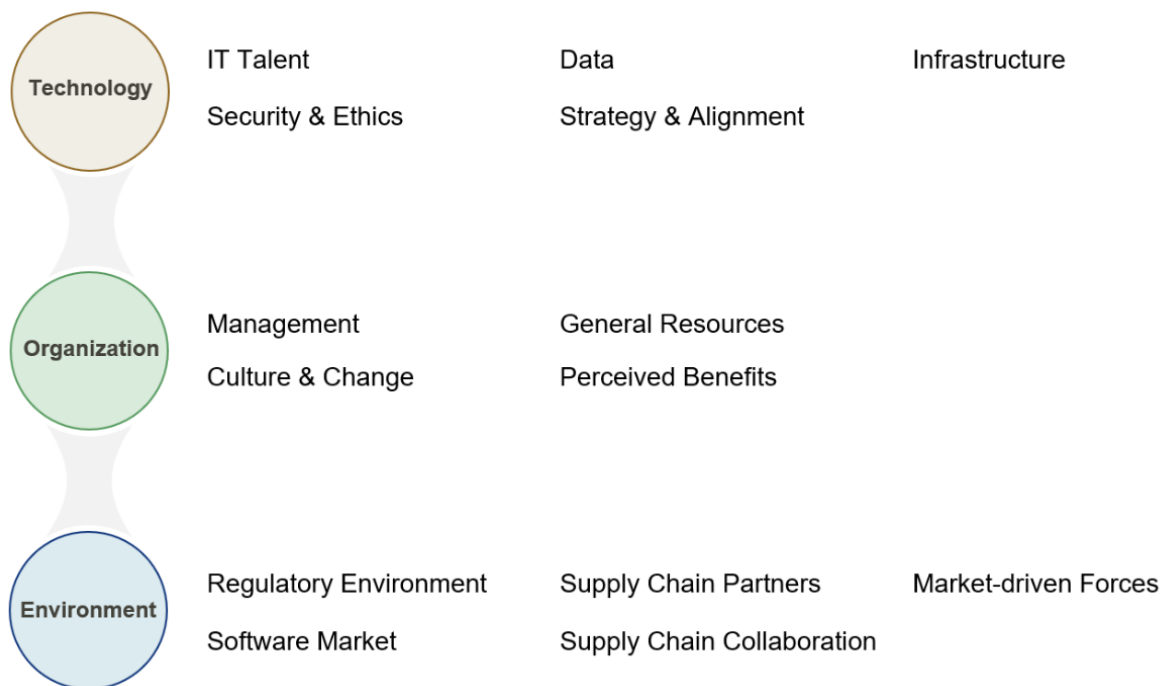 Technology
IT Talent
Data
Infrastructure
Security & Ethics
Strategy & Alignment
Organization
Management
General Resources
Culture & Change
Perceived Benefits
Environment
Regulatory Environment
Supply Chain Partners
Market-driven Forces
Software Market
Supply Chain Collaboration